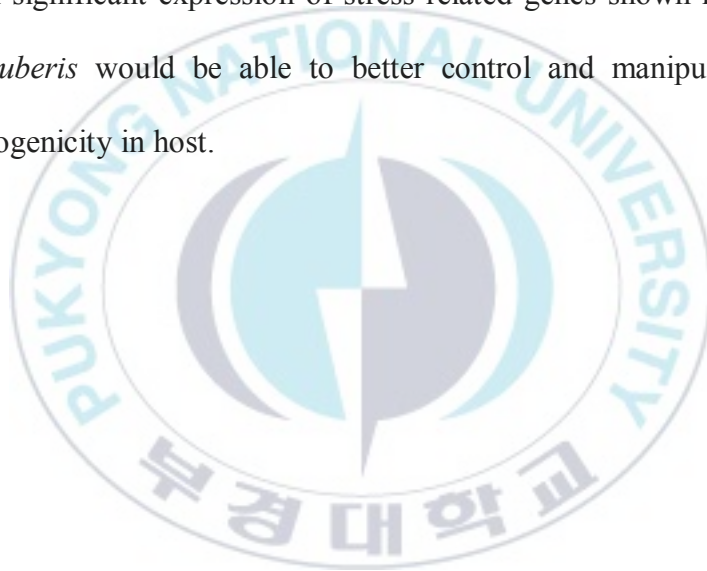 significant expression of stress related genes shown
uberis would be able to better control and manipu
ogenicity in host.
PUKYONG NATIONAL UNIVERSITY
부경대학교